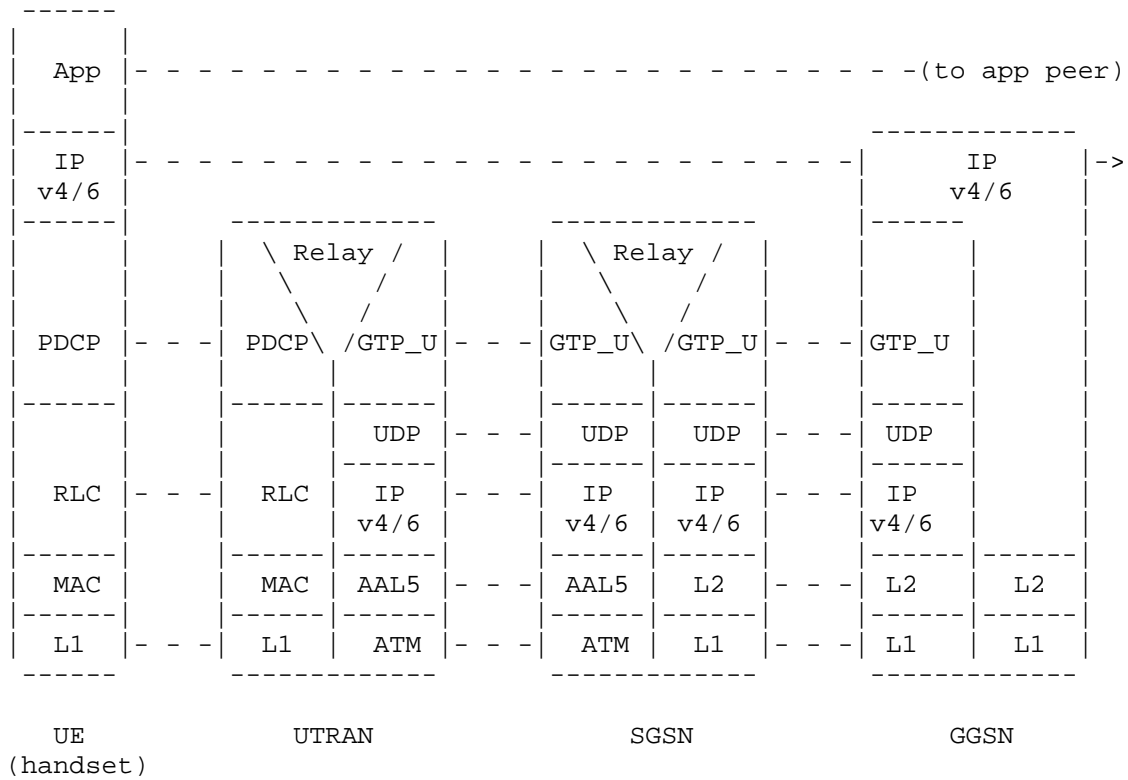 App (to app peer)
IP IP ->
v4/6 v4/6
Relay Relay
PDCP PDCP GTP_U GTP_U GTP_U GTP_U
UDP UDP UDP UDP
RLC RLC IP IP IP IP
v4/6 v4/6 v4/6 v4/6
MAC MAC AAL5 AAL5 L2 L2 L2
L1 L1 ATM ATM L1 L1 L1
UE UTRAN SGSN GGSN
(handset)